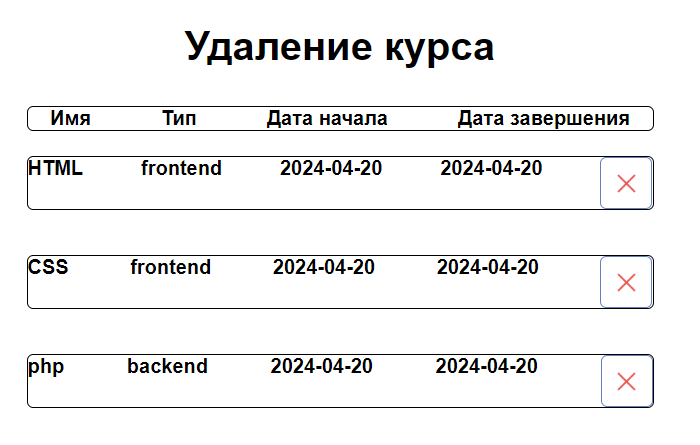 Удаление курса
Имя Тип Дата начала Дата завершения
HTML frontend 2024-04-20 2024-04-20
CSS frontend 2024-04-20 2024-04-20
php backend 2024-04-20 2024-04-20